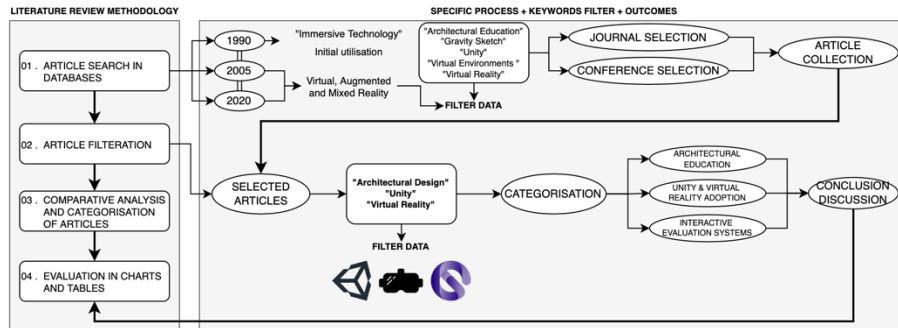 LITERATURE REVIEW METHODOLOGY
SPECIFIC PROCESS + KEYWORDS FILTER + OUTCOMES
01 . ARTICLE SEARCH IN
DATABASES
02 . ARTICLE FILTERATION
03 . COMPARATIVE ANALYSIS
AND CATEGORISATION
OF ARTICLES
04 . EVALUATION IN CHARTS
AND TABLES
1990
2005
2020
"Immersive Technology"
Initial utilisation
Virtual, Augmented
and Mixed Reality
"Architectural Education"
"Gravity Sketch"
"Unity"
"Virtual Environments "
"Virtual Reality"
FILTER DATA
JOURNAL SELECTION
CONFERENCE SELECTION
ARTICLE
COLLECTION
SELECTED
ARTICLES
"Architectural Design"
"Unity"
"Virtual Reality"
FILTER DATA
CATEGORISATION
ARCHITECTURAL
EDUCATION
UNITY & VIRTUAL
REALITY ADOPTION
INTERACTIVE
EVALUATION SYSTEMS
CONCLUSION
DISCUSSION